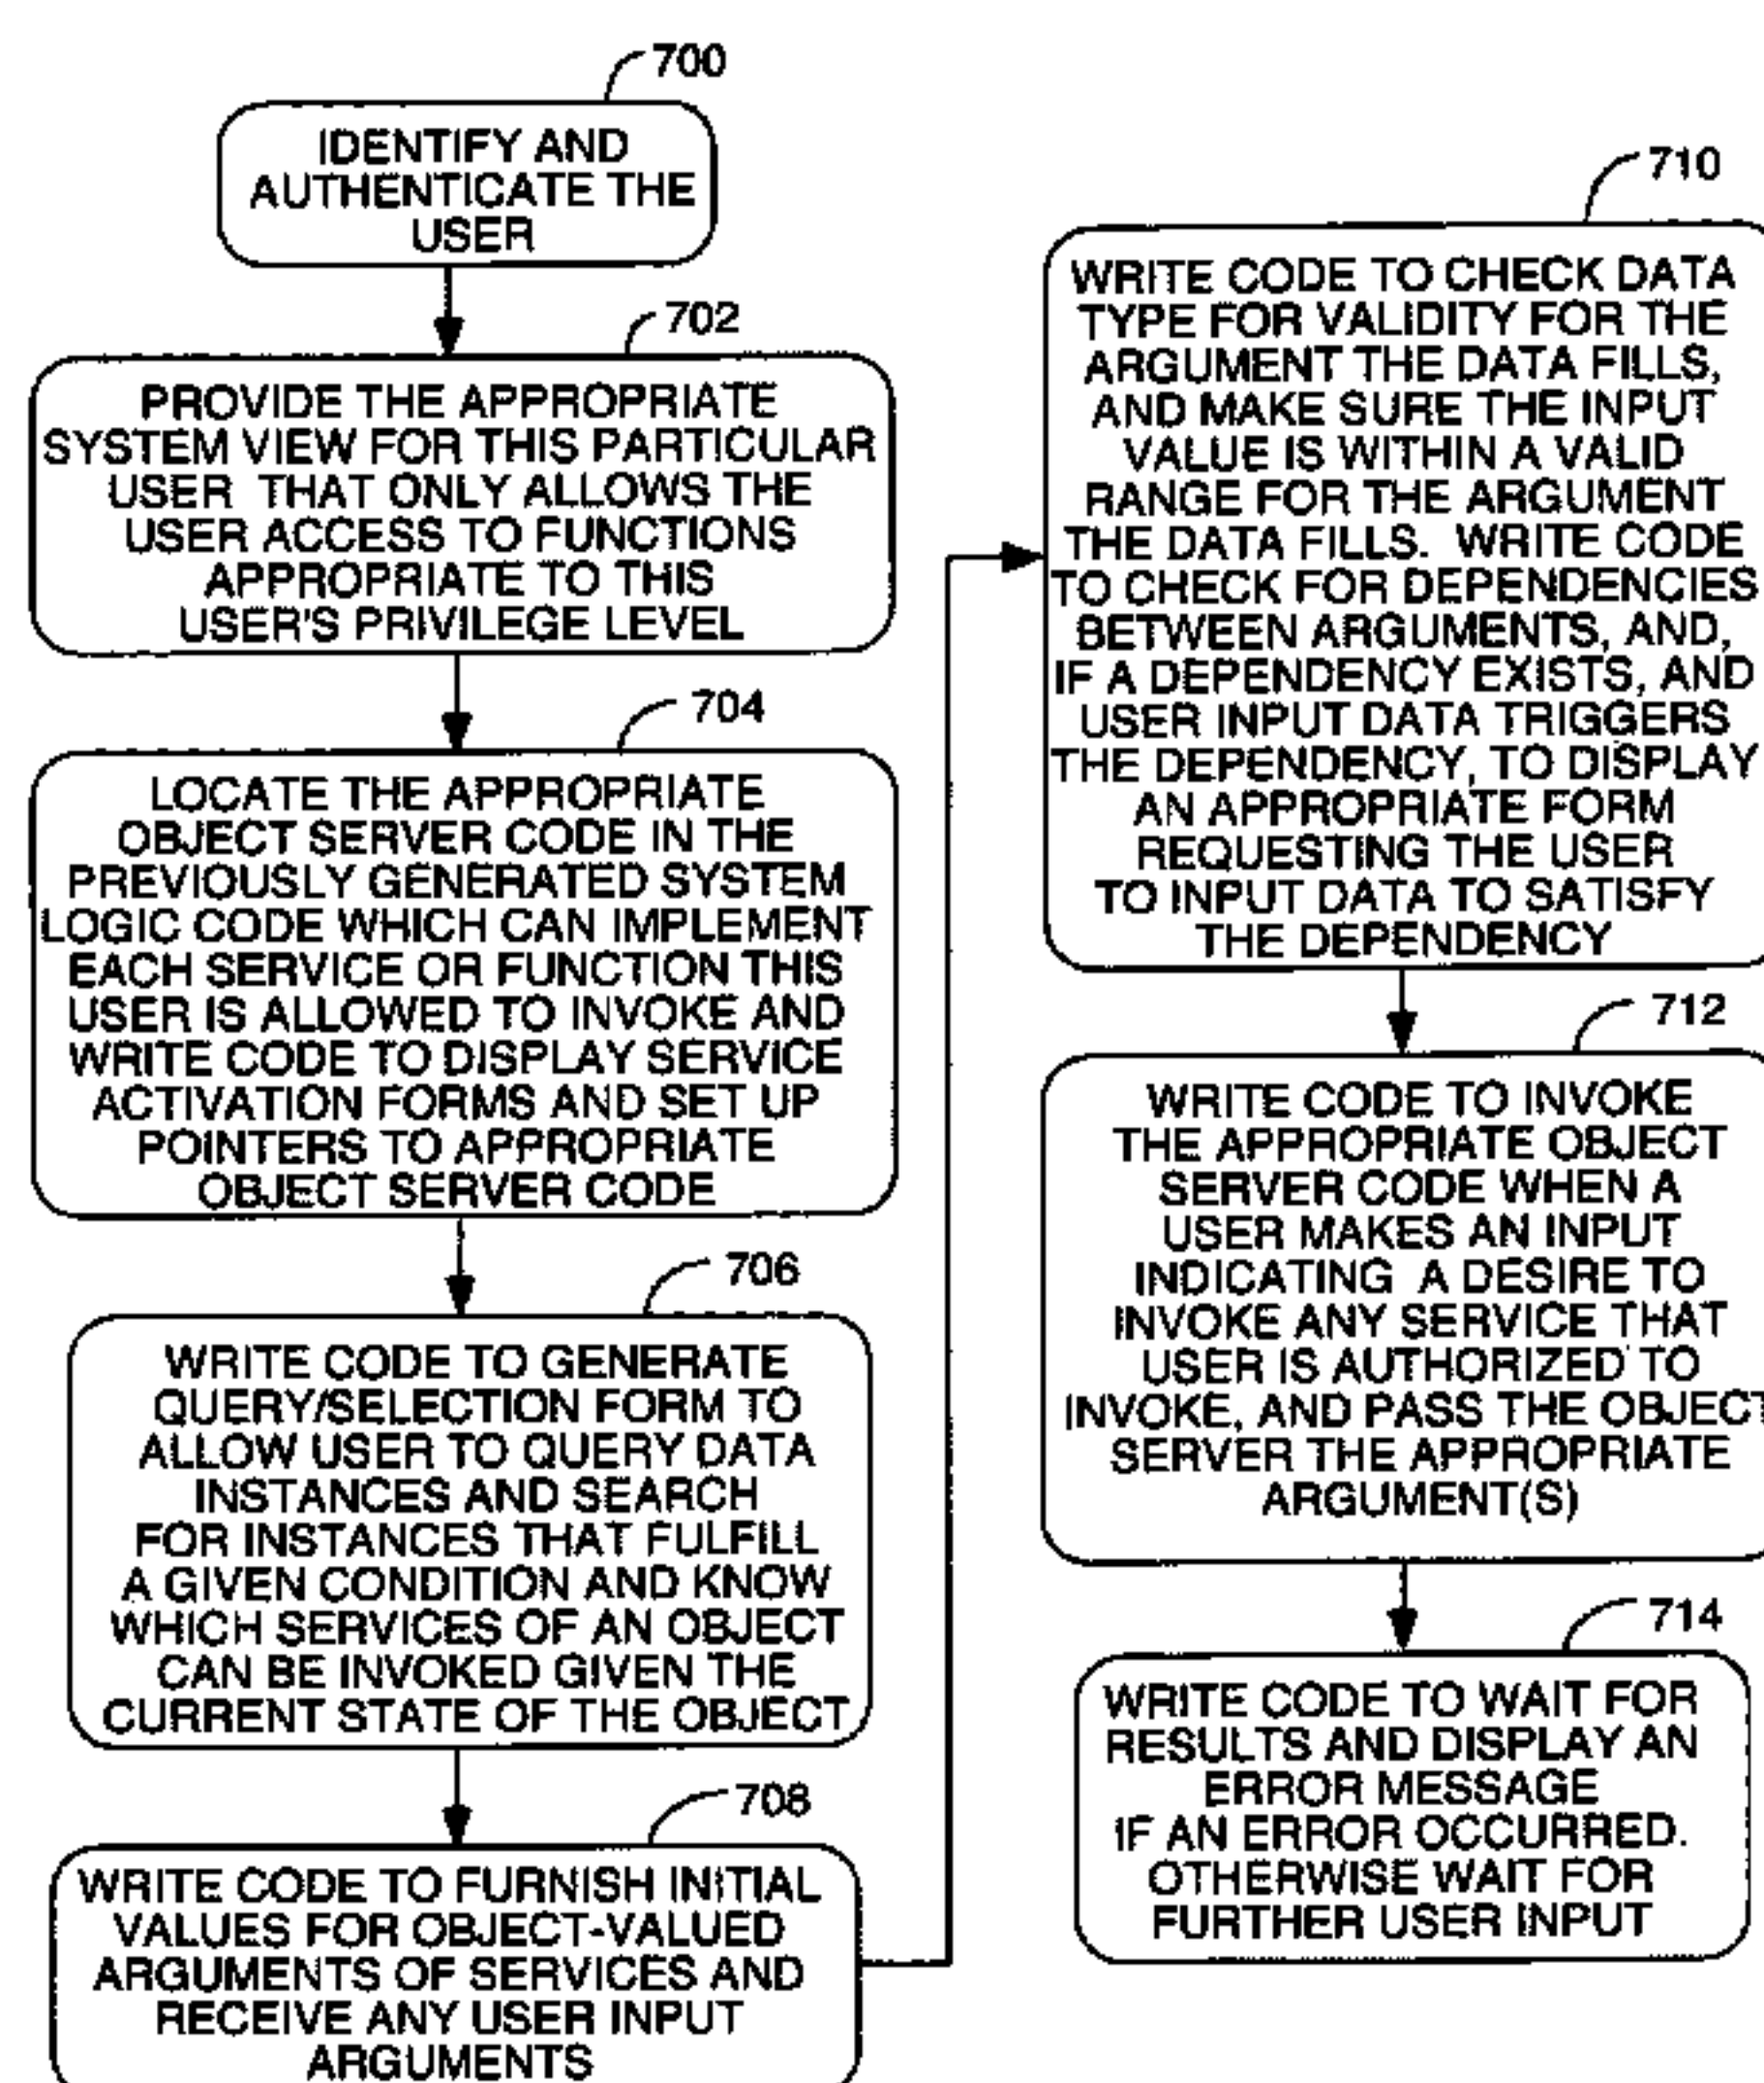 700
IDENTIFY AND
AUTHENTICATE THE
USER
702
PROVIDE THE APPROPRIATE
SYSTEM VIEW FOR THIS PARTICULAR
USER THAT ONLY ALLOWS THE
USER ACCESS TO FUNCTIONS
APPROPRIATE TO THIS
USER'S PRIVILEGE LEVEL
704
LOCATE THE APPROPRIATE
OBJECT SERVER CODE IN THE
PREVIOUSLY GENERATED SYSTEM
LOGIC CODE WHICH CAN IMPLEMENT
EACH SERVICE OR FUNCTION THIS
USER IS ALLOWED TO INVOKE AND
WRITE CODE TO DISPLAY SERVICE
ACTIVATION FORMS AND SET UP
POINTERS TO APPROPRIATE
OBJECT SERVER CODE
706
WRITE CODE TO GENERATE
QUERY/SELECTION FORM TO
ALLOW USER TO QUERY DATA
INSTANCES AND SEARCH
FOR INSTANCES THAT FULFILL
A GIVEN CONDITION AND KNOW
WHICH SERVICES OF AN OBJECT
CAN BE INVOKED GIVEN THE
CURRENT STATE OF THE OBJECT
708
WRITE CODE TO FURNISH INITIAL
VALUES FOR OBJECT-VALUED
ARGUMENTS OF SERVICES AND
RECEIVE ANY USER INPUT
ARGUMENTS
710
WRITE CODE TO CHECK DATA
TYPE FOR VALIDITY FOR THE
ARGUMENT THE DATA FILLS,
AND MAKE SURE THE INPUT
VALUE IS WITHIN A VALID
RANGE FOR THE ARGUMENT
THE DATA FILLS. WRITE CODE
TO CHECK FOR DEPENDENCIES
BETWEEN ARGUMENTS, AND,
IF A DEPENDENCY EXISTS, AND
USER INPUT DATA TRIGGERS
THE DEPENDENCY, TO DISPLAY
AN APPROPRIATE FORM
REQUESTING THE USER
TO INPUT DATA TO SATISFY
THE DEPENDENCY
712
WRITE CODE TO INVOKE
THE APPROPRIATE OBJECT
SERVER CODE WHEN A
USER MAKES AN INPUT
INDICATING A DESIRE TO
INVOKE ANY SERVICE THAT
USER IS AUTHORIZED TO
INVOKE, AND PASS THE OBJECT
SERVER THE APPROPRIATE
ARGUMENT(S)
714
WRITE CODE TO WAIT FOR
RESULTS AND DISPLAY AN
ERROR MESSAGE
IF AN ERROR OCCURRED.
OTHERWISE WAIT FOR
FURTHER USER INPUT